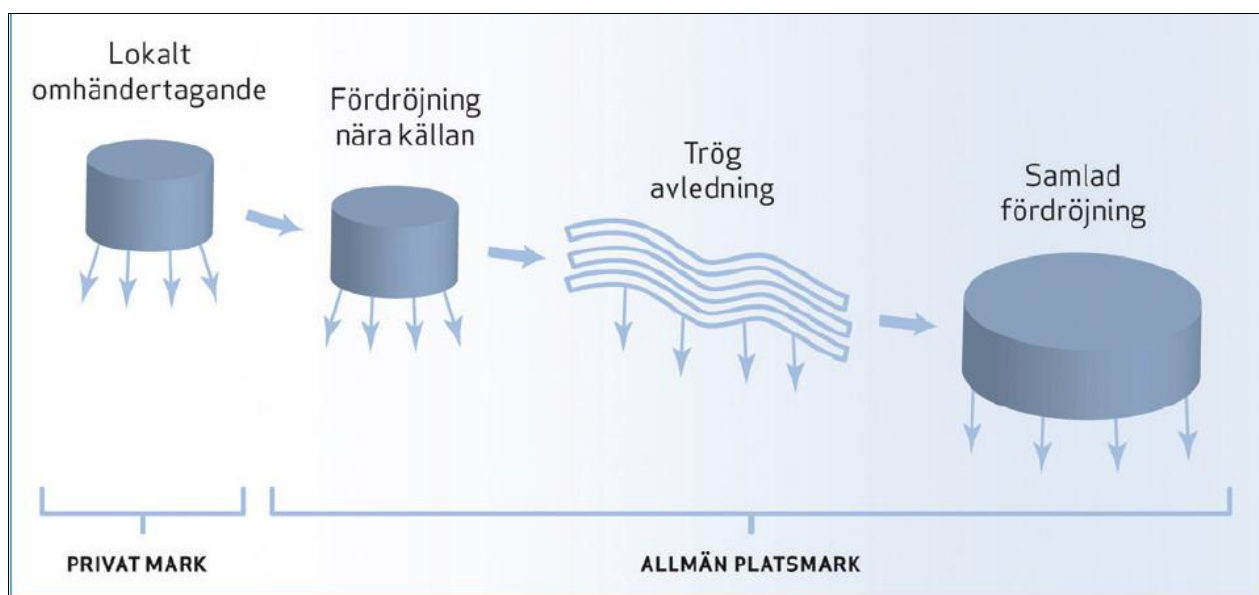 Lokalt
omhändertagande
Fördröjning
nära källan
Trög
avledning
Samlad
fördröjning
PRIVAT MARK
ALLMÄN PLATSMARK